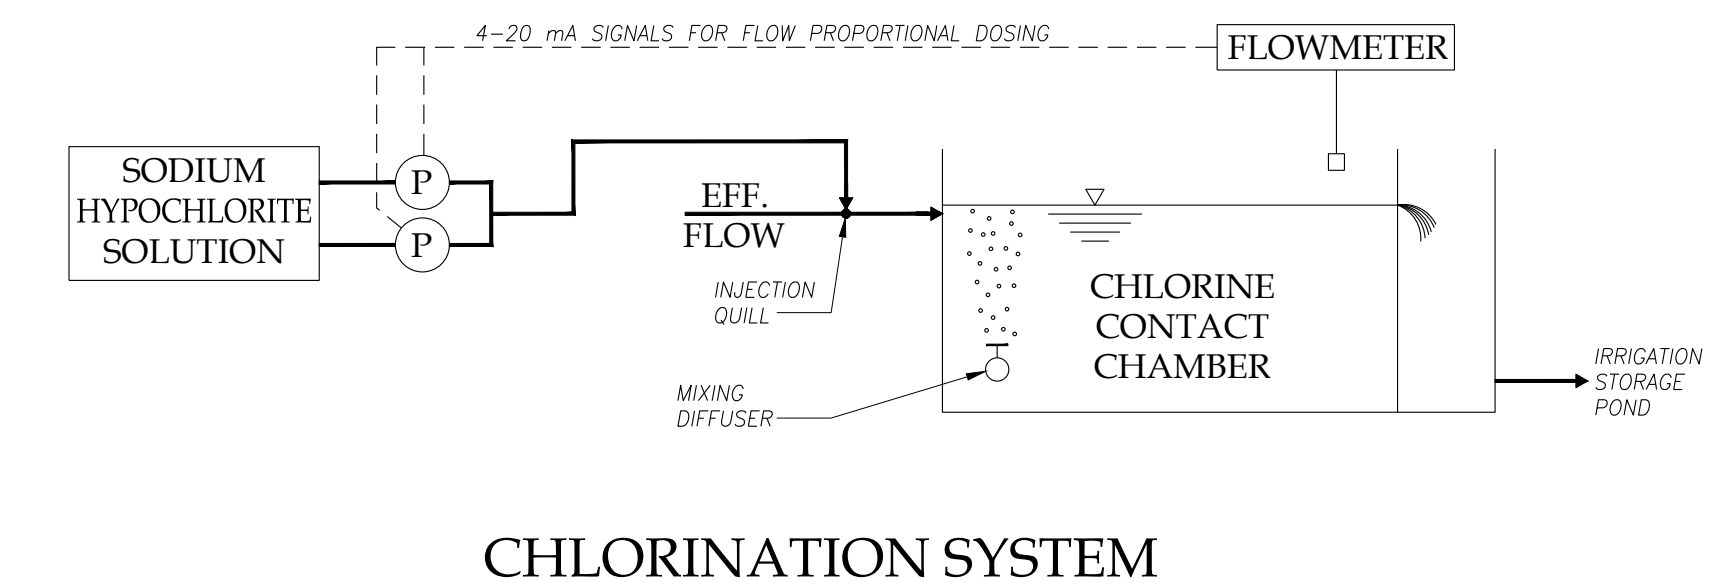 4-20 mA SIGNALS FOR FLOW PROPORTIONAL DOSING
FLOWMETER
SODIUM
HYPOCHLORITE
SOLUTION
P
P
EFF.
FLOW
INJECTION
QUILL
MIXING
DIFFUSER
CHLORINE
CONTACT
CHAMBER
IRRIGATION
STORAGE
POND
CHLORINATION SYSTEM